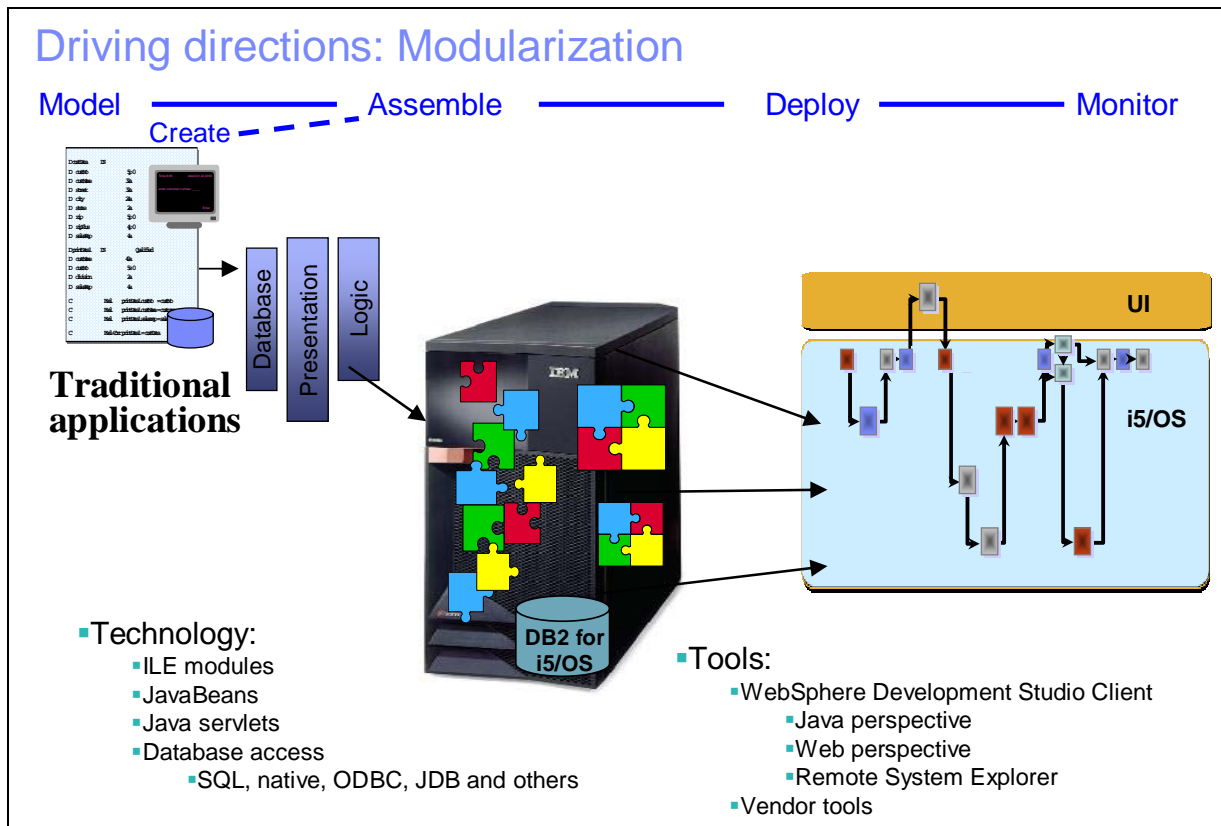 Driving directions: Modularization
Model Assemble Deploy Monitor
Create
Traditional
applications
Database
Presentation
Logic
IBM
DB2 for
i5/OS
UI
i5/OS
▪Technology:
▪ILE modules
▪JavaBeans
▪Java servlets
▪Database access
▪SQL, native, ODBC, JDB and others
▪Tools:
▪WebSphere Development Studio Client
▪Java perspective
▪Web perspective
▪Remote System Explorer
▪Vendor tools